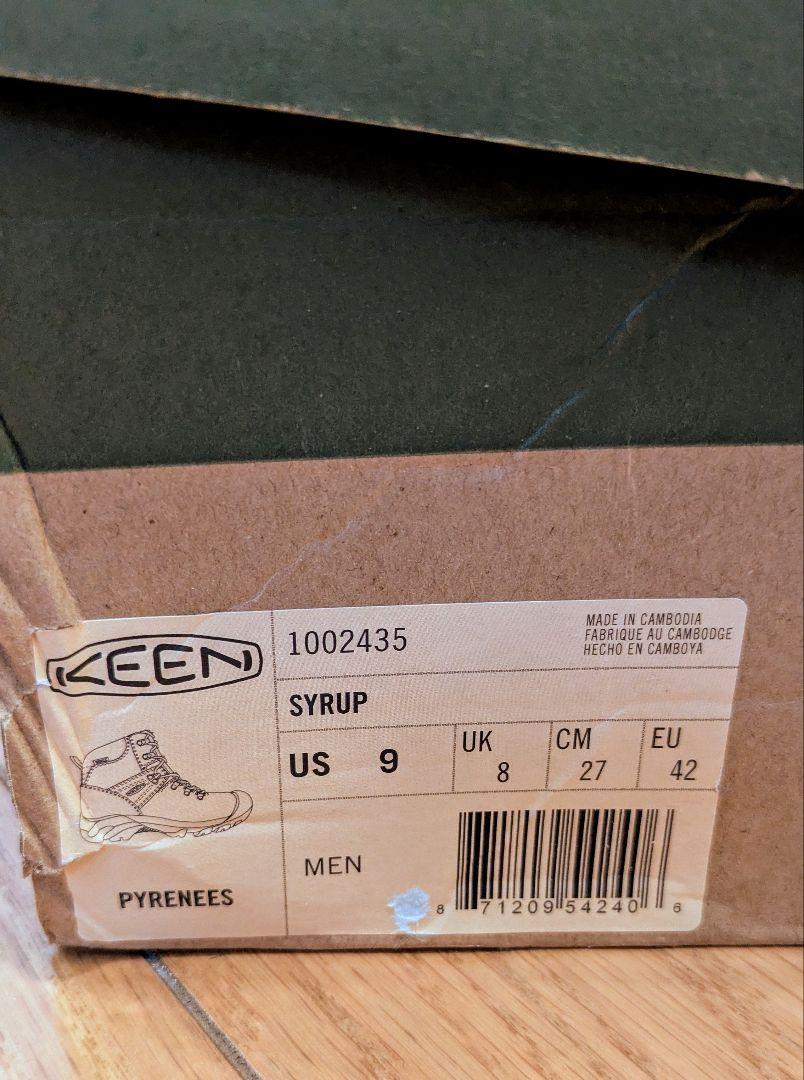 KEEN
1002435
MADE IN CAMBODIA
FABRIQUE AU CAMBODGE
HECHO EN CAMBOYA
SYRUP
US 9
UK 8
CM 27
EU 42
MEN
PYRENEES
8 71209 54240 6